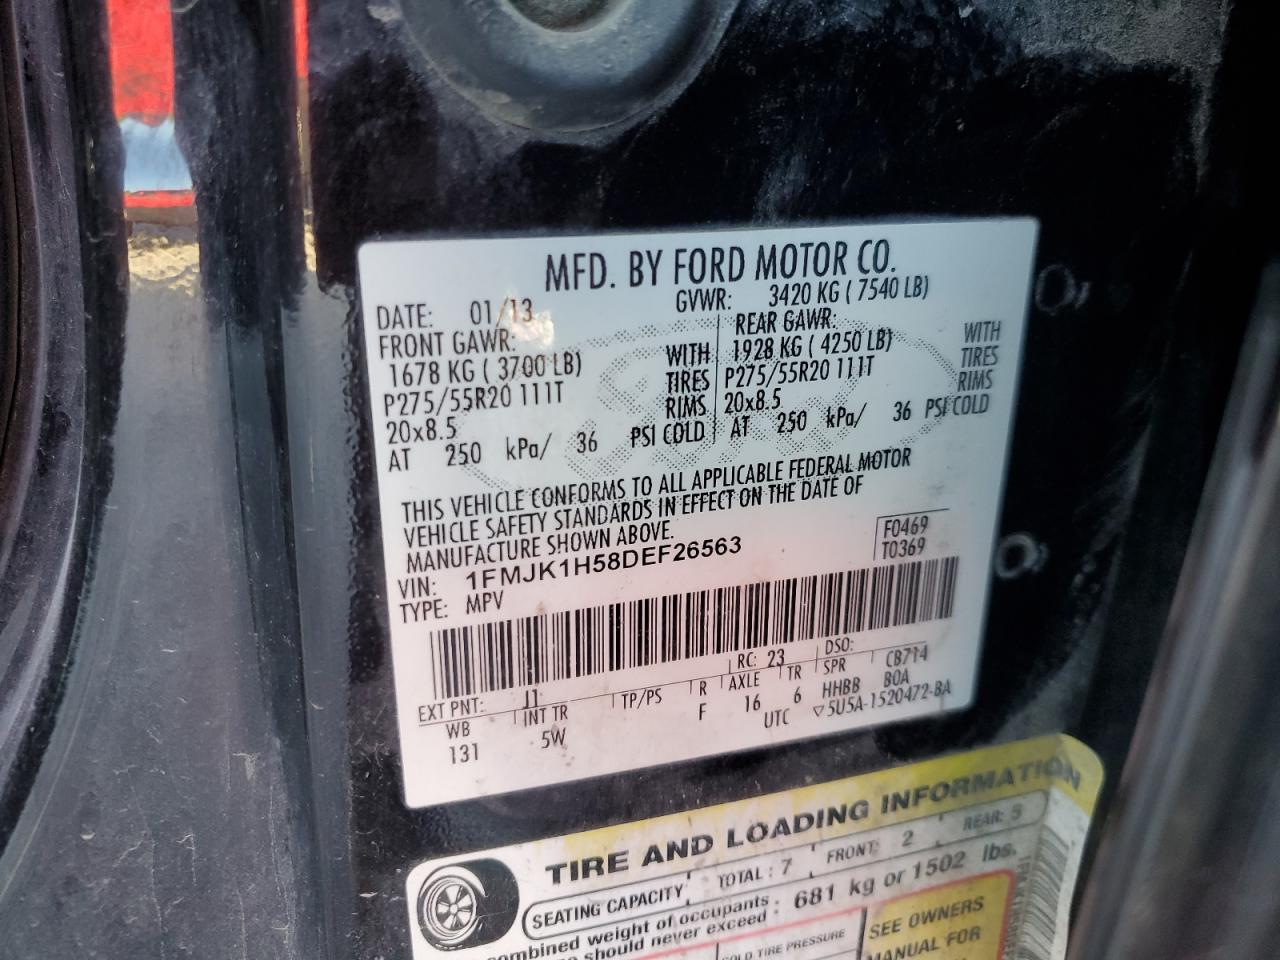 MFD. BY FORD MOTOR CO.
DATE: 01/13 GVWR: 3420 KG ( 7540 LB)
FRONT GAWR: REAR GAWR:
1678 KG ( 3700 LB) WITH 1928 KG ( 4250 LB) WITH
P275/55R20 111T TIRES P275/55R20 111T TIRES
20x8.5 RIMS 20x8.5 RIMS
AT 250 kPa/ 36 PSI COLD AT 250 kPa/ 36 PSI COLD
THIS VEHICLE CONFORMS TO ALL APPLICABLE FEDERAL MOTOR
VEHICLE SAFETY STANDARDS IN EFFECT ON THE DATE OF
MANUFACTURE SHOWN ABOVE.
VIN: 1FMJK1H58DEF26563 F0469
TYPE: MPV T0369
EXT PNT: J1 RC: 23 DSO:
WB INT TR TP/PS R AXLE TR SPR CB714
131 5W F 16 6 HHBB BOA
UTC ▽5U5A-1520472-BA
TIRE AND LOADING INFORMATION
SEATING CAPACITY TOTAL: 7 FRONT: 2 REAR: 5
combined weight of occupants
should never exceed : 681 kg or 1502 lbs.
COLD TIRE PRESSURE SEE OWNERS
MANUAL FOR